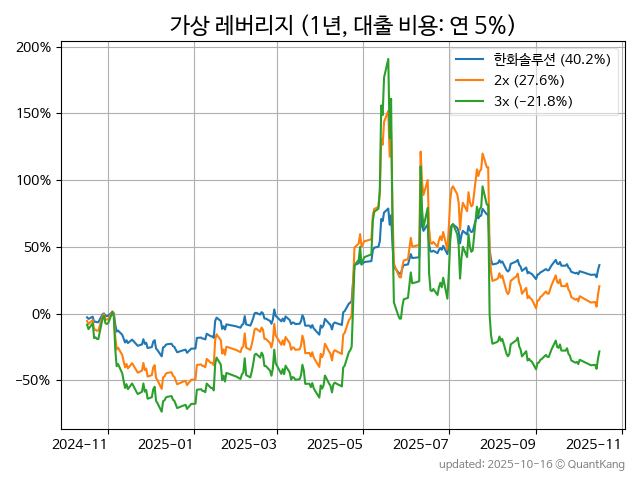 가상 레버리지 (1년, 대출 비용: 연 5%)
200%
150%
100%
50%
0%
−50%
한화솔루션 (40.2%)
2x (27.6%)
3x (−21.8%)
2024-11
2025-01
2025-03
2025-05
2025-07
2025-09
2025-11
updated: 2025-10-16 © QuantKang